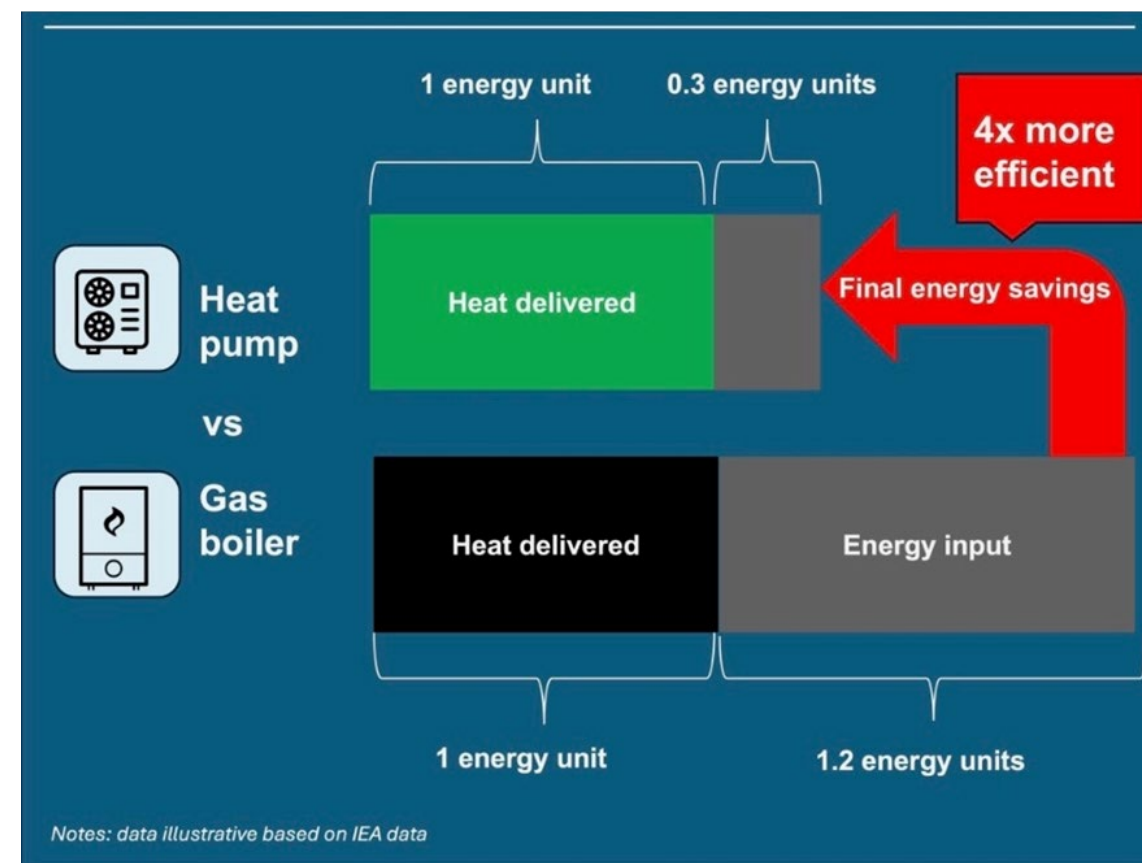 1 energy unit
0.3 energy units
4x more
efficient
Heat
pump
Heat delivered
Final energy savings
vs
Gas
boiler
Heat delivered
Energy input
1 energy unit
1.2 energy units
Notes: data illustrative based on IEA data